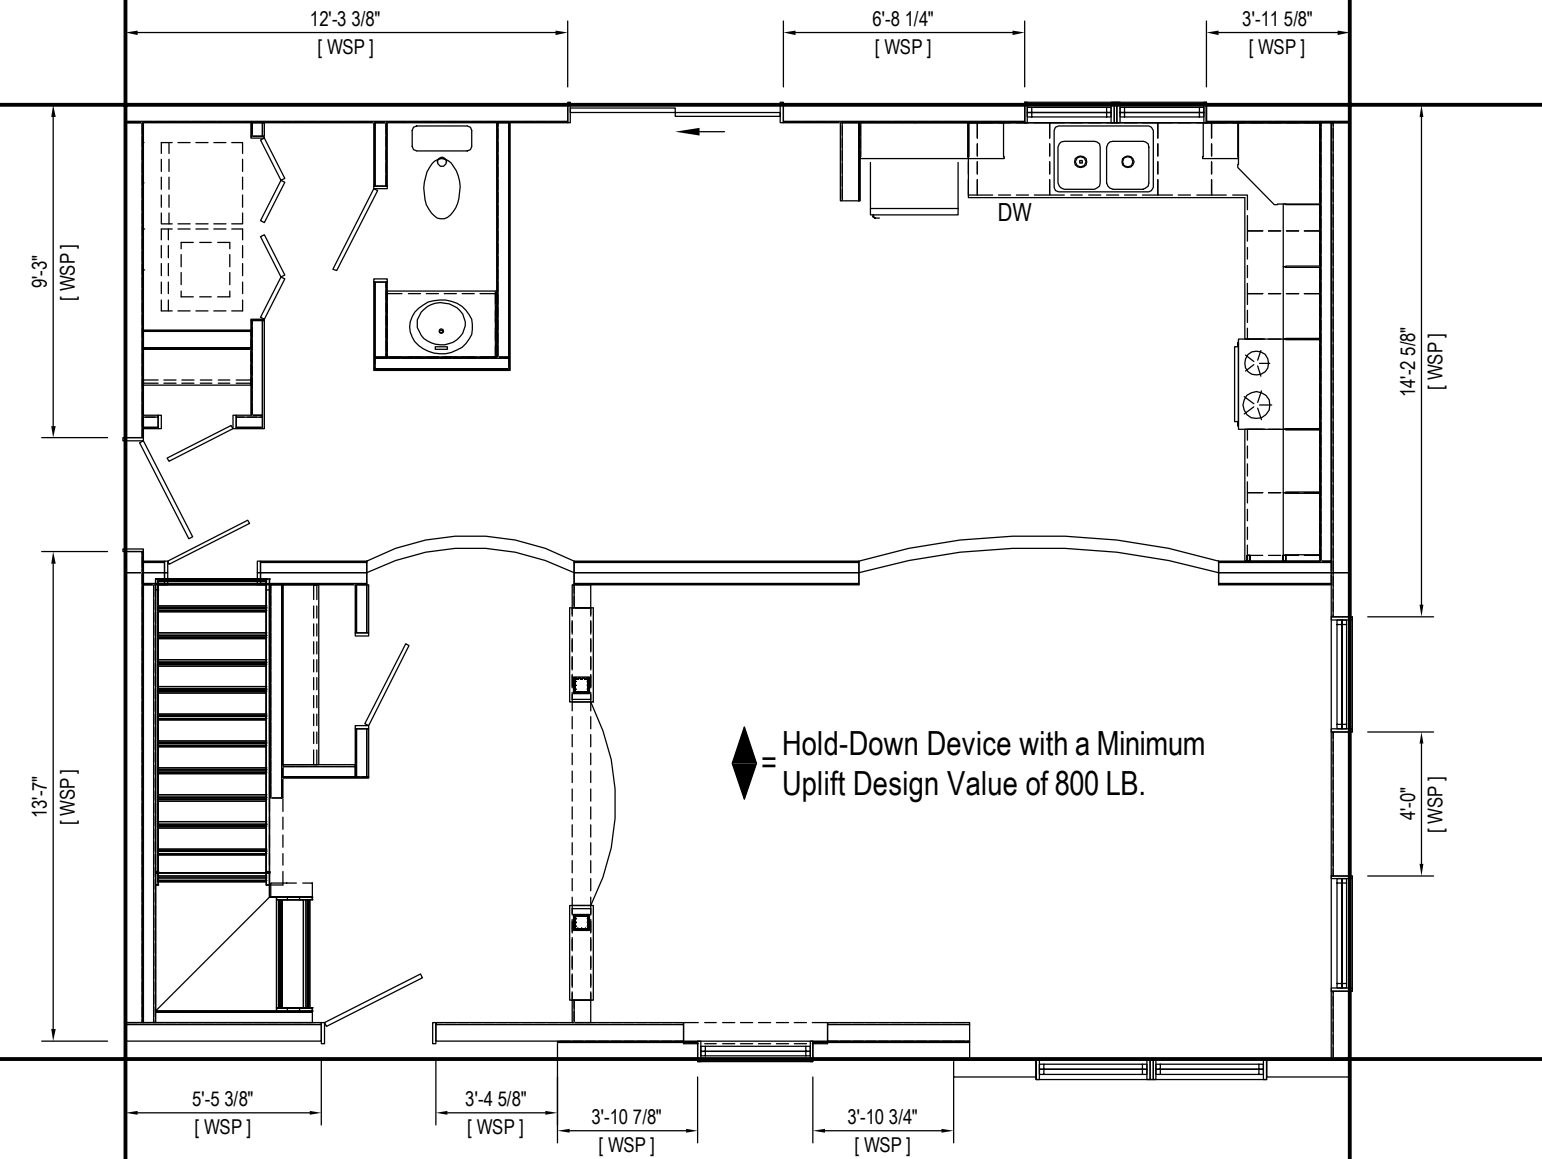 12'-3 3/8"
[ WSP ]
6'-8 1/4"
[ WSP ]
3'-11 5/8"
[ WSP ]
9'-3"
[ WSP ]
DW
14'-2 5/8"
[ WSP ]
= Hold-Down Device with a Minimum
Uplift Design Value of 800 LB.
13'-7"
[ WSP ]
4'-0"
[ WSP ]
5'-5 3/8"
[ WSP ]
3'-4 5/8"
[ WSP ]
3'-10 7/8"
[ WSP ]
3'-10 3/4"
[ WSP ]